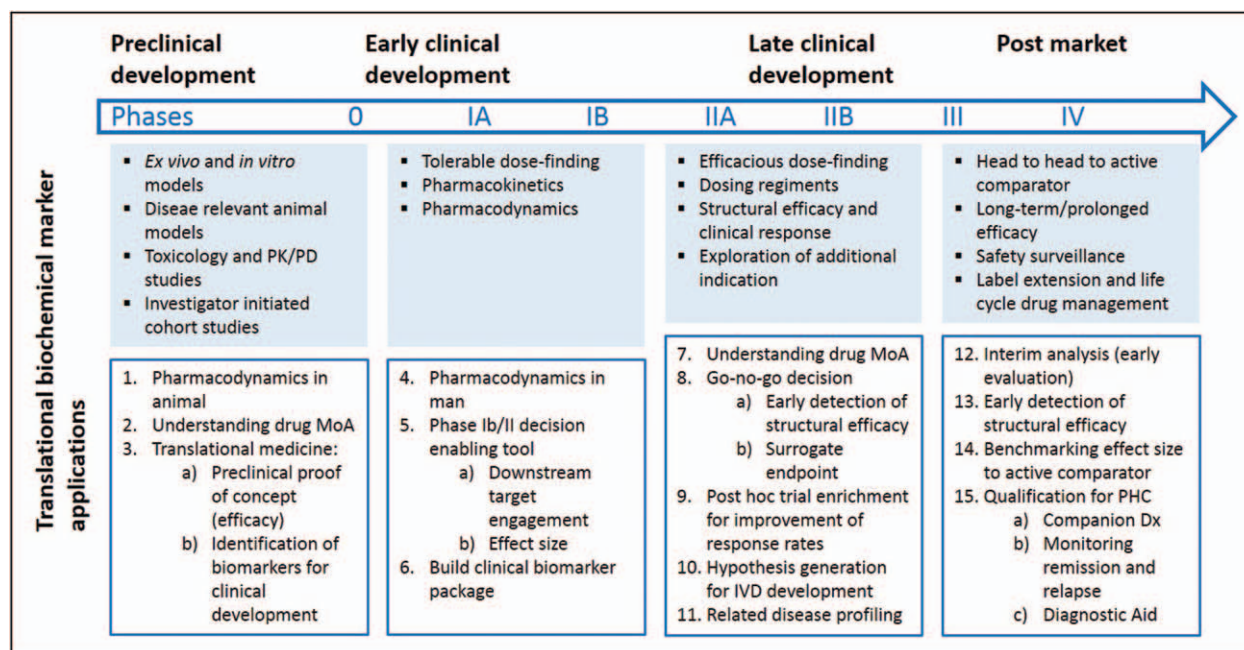 Preclinical
development
Early clinical
development
Late clinical
development
Post market
Phases 0 IA IB IIA IIB III IV
Translational biochemical marker
applications
▪ Ex vivo and in vitro
models
▪ Diseae relevant animal
models
▪ Toxicology and PK/PD
studies
▪ Investigator initiated
cohort studies
▪ Tolerable dose-finding
▪ Pharmacokinetics
▪ Pharmacodynamics
▪ Efficacious dose-finding
▪ Dosing regiments
▪ Structural efficacy and
clinical response
▪ Exploration of additional
indication
▪ Head to head to active
comparator
▪ Long-term/prolonged
efficacy
▪ Safety surveillance
▪ Label extension and life
cycle drug management
1. Pharmacodynamics in
animal
2. Understanding drug MoA
3. Translational medicine:
a) Preclinical proof
of concept
(efficacy)
b) Identification of
biomarkers for
clinical
development
4. Pharmacodynamics in
man
5. Phase Ib/II decision
enabling tool
a) Downstream
target
engagement
b) Effect size
6. Build clinical biomarker
package
7. Understanding drug MoA
8. Go-no-go decision
a) Early detection of
structural efficacy
b) Surrogate
endpoint
9. Post hoc trial enrichment
for improvement of
response rates
10. Hypothesis generation
for IVD development
11. Related disease profiling
12. Interim analysis (early
evaluation)
13. Early detection of
structural efficacy
14. Benchmarking effect size
to active comparator
15. Qualification for PHC
a) Companion Dx
b) Monitoring
remission and
relapse
c) Diagnostic Aid